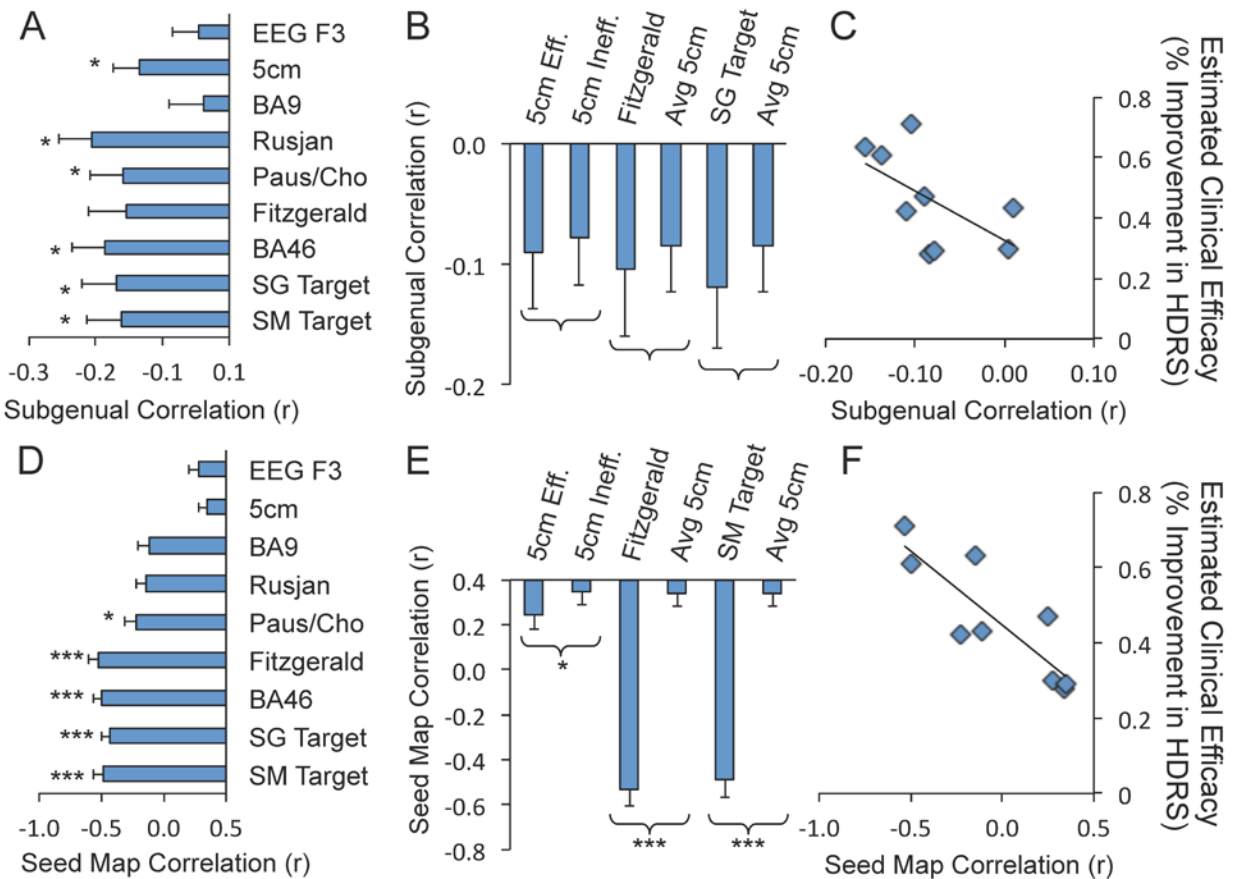 A
EEG F3
* 5cm
BA9
* Rusjan
* Paus/Cho
Fitzgerald
* BA46
* SG Target
* SM Target
-0.3 -0.2 -0.1 0.1
Subgenual Correlation (r)
B
5cm Eff.
5cm Ineff.
Fitzgerald
Avg 5cm
SG Target
Avg 5cm
0.0
-0.1
-0.2
Subgenual Correlation (r)
C
0.8
0.6
0.4
0.2
0
-0.20 -0.10 0.00 0.10
Subgenual Correlation (r)
Estimated Clinical Efficacy
(% Improvement in HDRS)
D
EEG F3
5cm
BA9
Rusjan
* Paus/Cho
*** Fitzgerald
*** BA46
*** SG Target
*** SM Target
-1.0 -0.5 0.0 0.5
Seed Map Correlation (r)
E
5cm Eff.
5cm Ineff.
Fitzgerald
Avg 5cm
SM Target
Avg 5cm
0.4
0.2
0.0
-0.2
-0.4
-0.6
-0.8
*
*** ***
Seed Map Correlation (r)
F
0.8
0.6
0.4
0.2
0
-1.0 -0.5 0.0 0.5
Seed Map Correlation (r)
Estimated Clinical Efficacy
(% Improvement in HDRS)